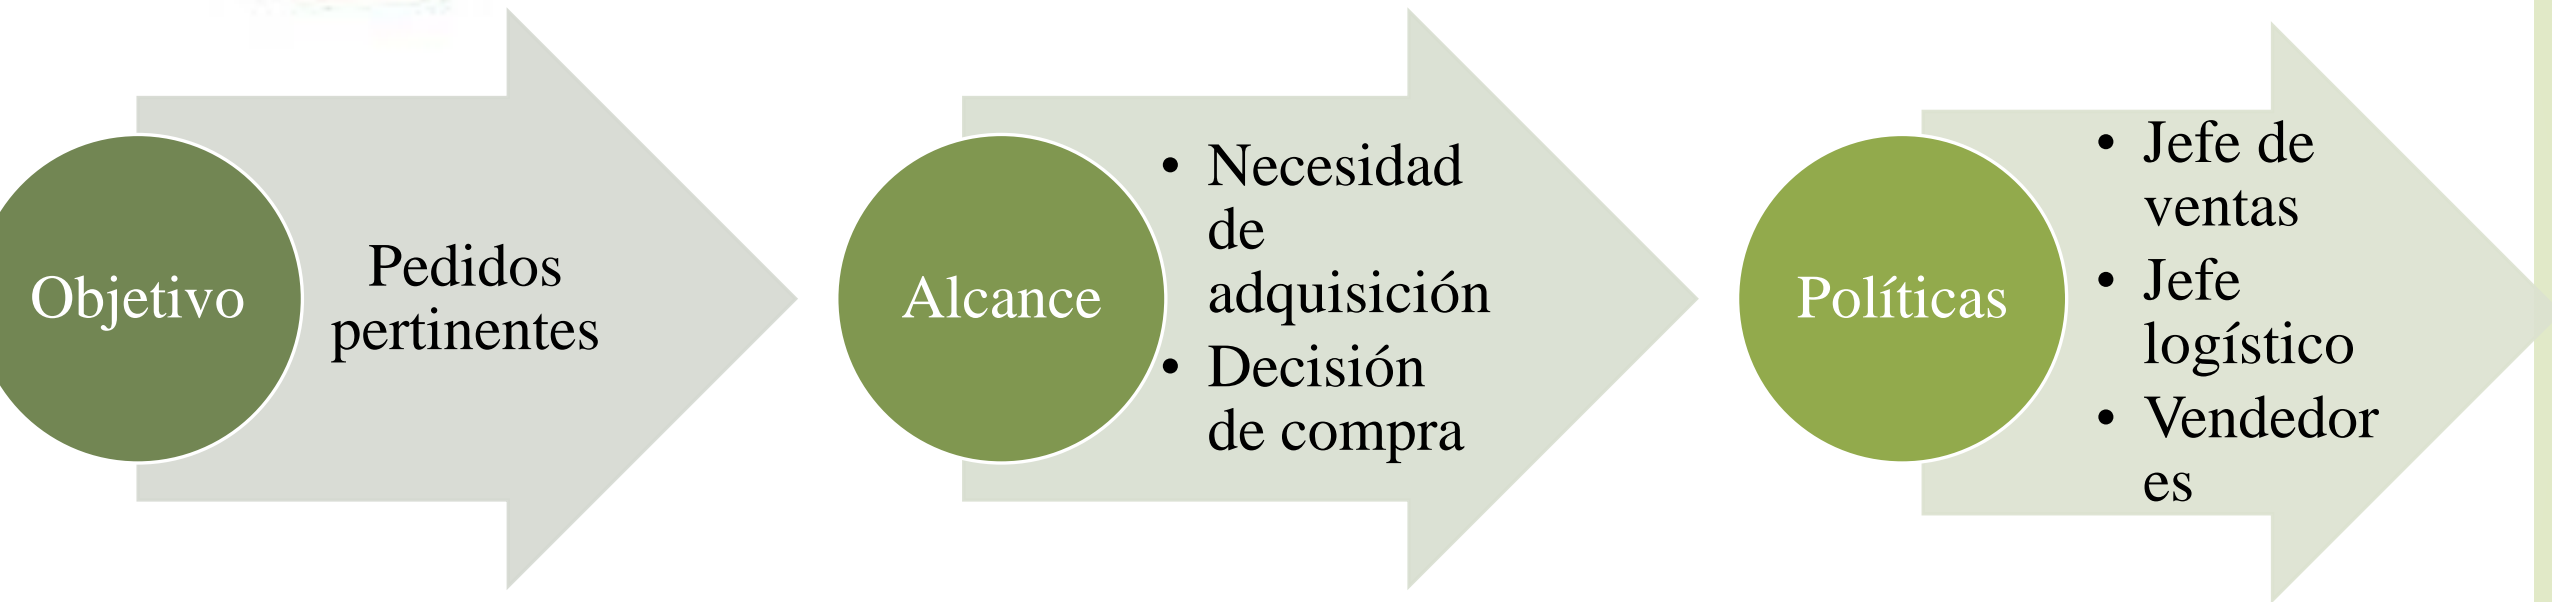 Objetivo
Pedidos
pertinentes
Alcance
• Necesidad
de
adquisición
• Decisión
de compra
Políticas
• Jefe de
ventas
• Jefe
logístico
• Vendedor
es